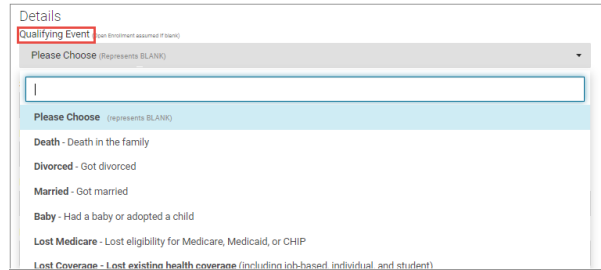 Details
Qualifying Event (Open Enrollment assumed if blank)
Please Choose (Represents BLANK)
Please Choose (represents BLANK)
Death - Death in the family
Divorced - Got divorced
Married - Got married
Baby - Had a baby or adopted a child
Lost Medicare - Lost eligibility for Medicare, Medicaid, or CHIP
Lost Coverage - Lost existing health coverage (including job-based, individual, and student)